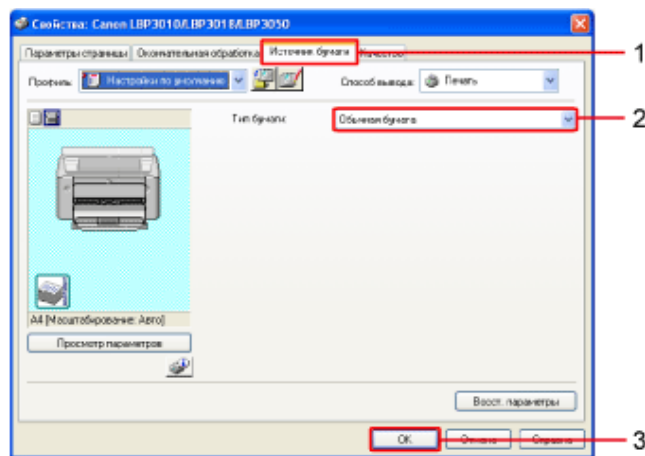 Свойства: Canon LBP3010/LBP3018/LBP3050
Параметры страницы Окончательная обработка Источник бумаги Качество
1
Профиль: Настройки по умолчанию Способ вывода: Печать
Тип бумаги: Обычная бумага
2
A4 [Масштабирование: Авто]
Просмотр параметров
Восст. параметры
OK Отмена Справка
3